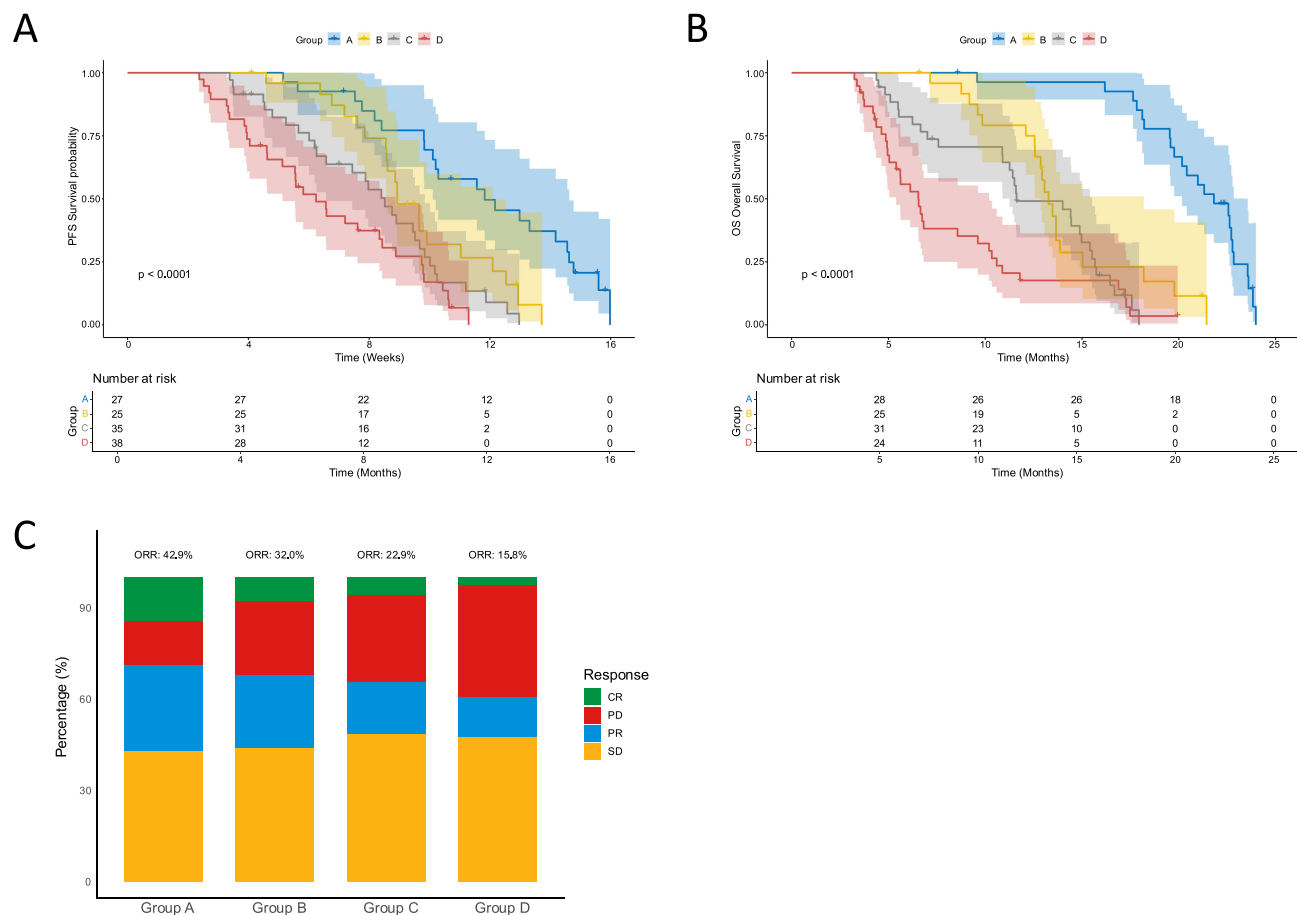 A
Group A B C D
1.00
0.75
0.50
0.25
0.00
PFS Survival probability
p < 0.0001
0 4 8 12 16
Time (Weeks)
Number at risk
Group
A 27 27 22 12 0
B 25 25 17 5 0
C 35 31 16 2 0
D 38 28 12 0 0
0 4 8 12 16
Time (Months)
B
Group A B C D
1.00
0.75
0.50
0.25
0.00
OS Overall Survival
p < 0.0001
0 5 10 15 20 25
Time (Months)
Number at risk
Group
A 28 26 26 18 0
B 25 19 5 2 0
C 31 23 10 0 0
D 24 11 5 0 0
5 10 15 20 25
Time (Months)
C
ORR: 42.9% ORR: 32.0% ORR: 22.9% ORR: 15.8%
90
60
30
0
Percentage (%)
Group A Group B Group C Group D
Response
CR
PD
PR
SD